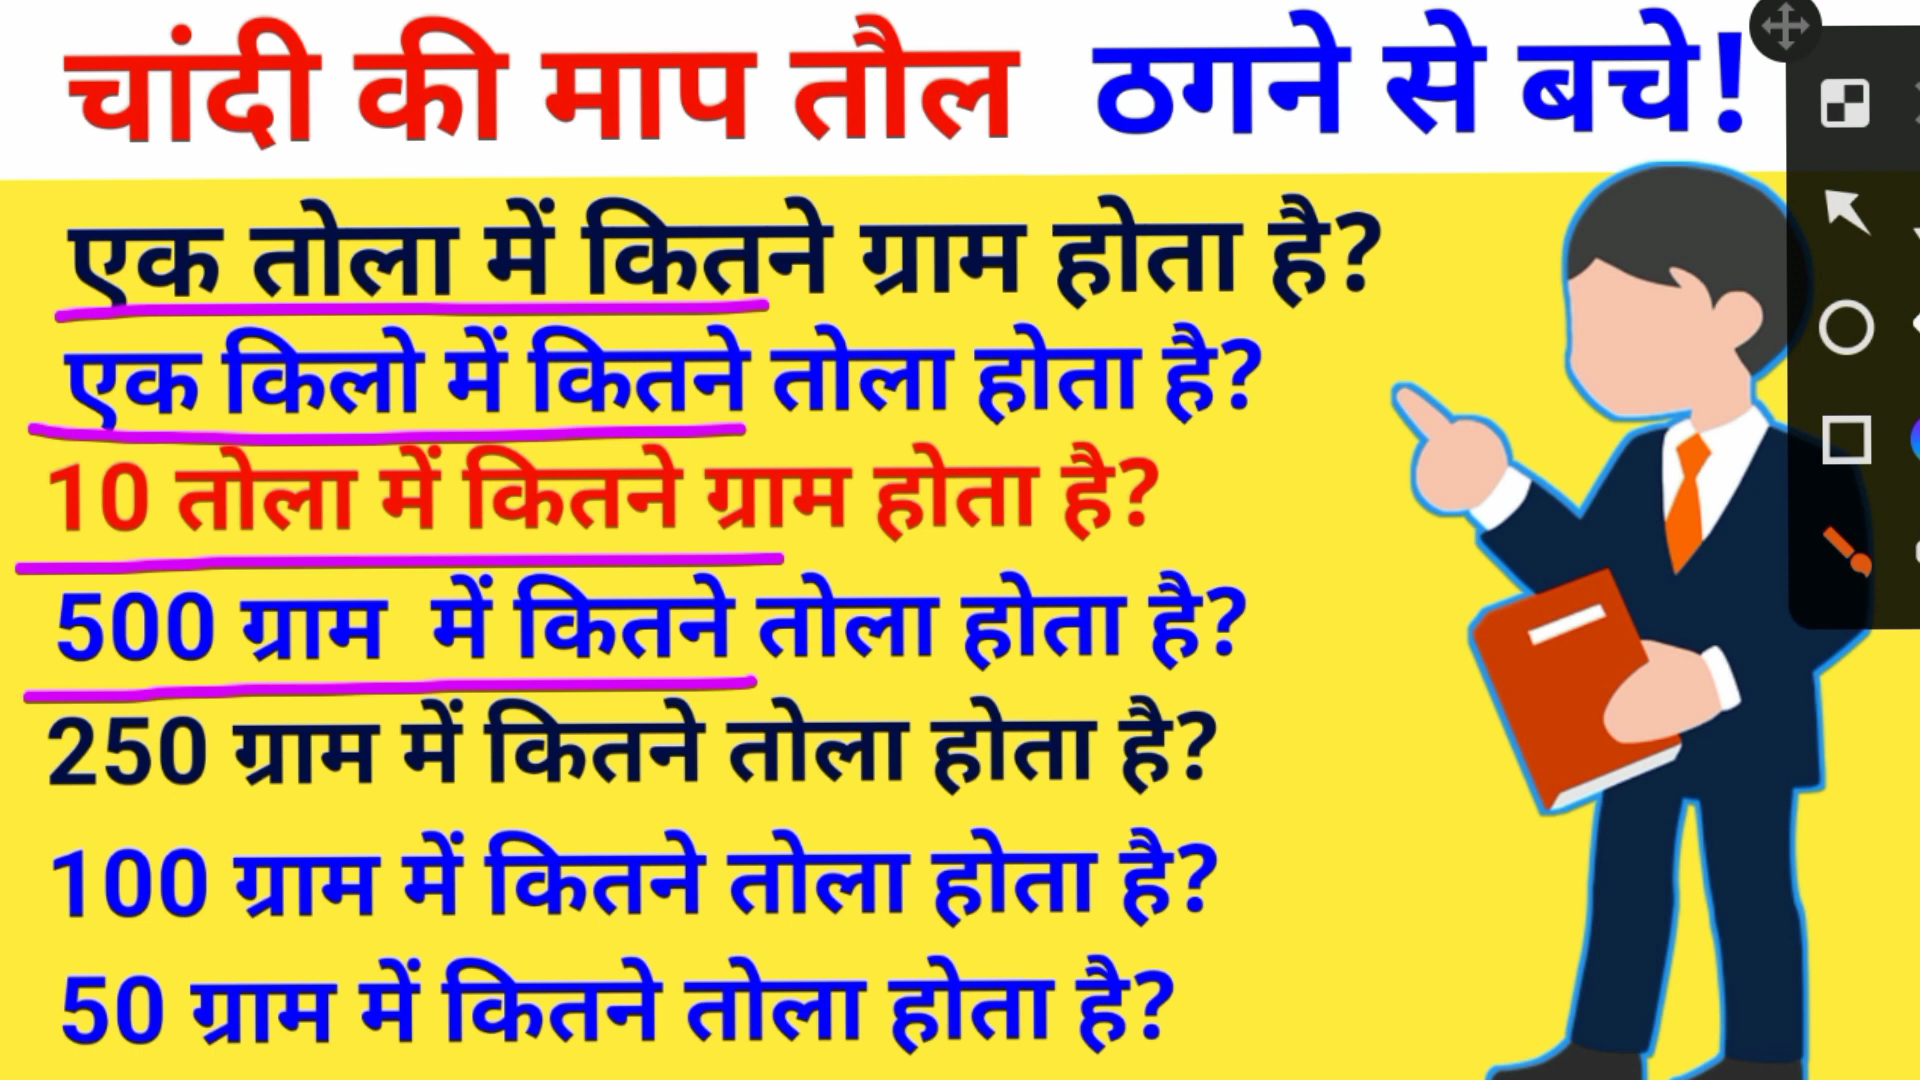 चांदी की माप तौल ठगने से बचे!
एक तोला में कितने ग्राम होता है?
एक किलो में कितने तोला होता है?
10 तोला में कितने ग्राम होता है?
500 ग्राम में कितने तोला होता है?
250 ग्राम में कितने तोला होता है?
100 ग्राम में कितने तोला होता है?
50 ग्राम में कितने तोला होता है?